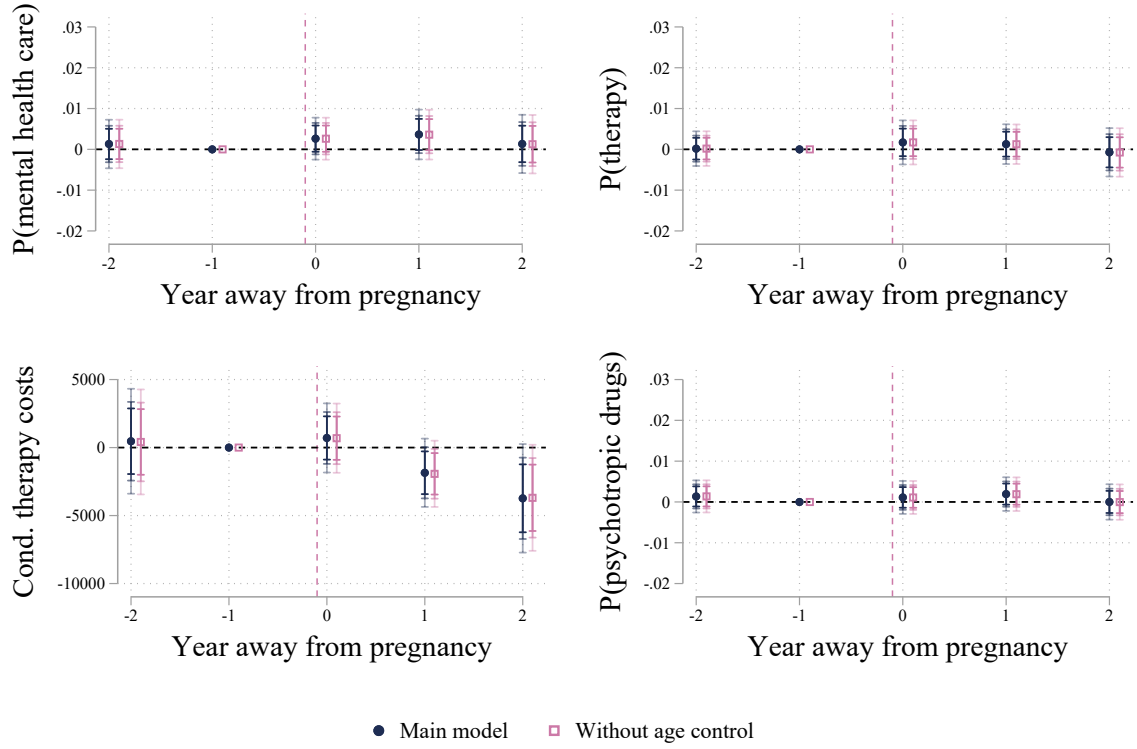 P(mental health care)
.03
.02
.01
0
-.01
-.02
-2 -1 0 1 2
Year away from pregnancy
P(therapy)
.03
.02
.01
0
-.01
-.02
-2 -1 0 1 2
Year away from pregnancy
Cond. therapy costs
5000
0
-5000
-10000
-2 -1 0 1 2
Year away from pregnancy
P(psychotropic drugs)
.03
.02
.01
0
-.01
-.02
-2 -1 0 1 2
Year away from pregnancy
Main model Without age control